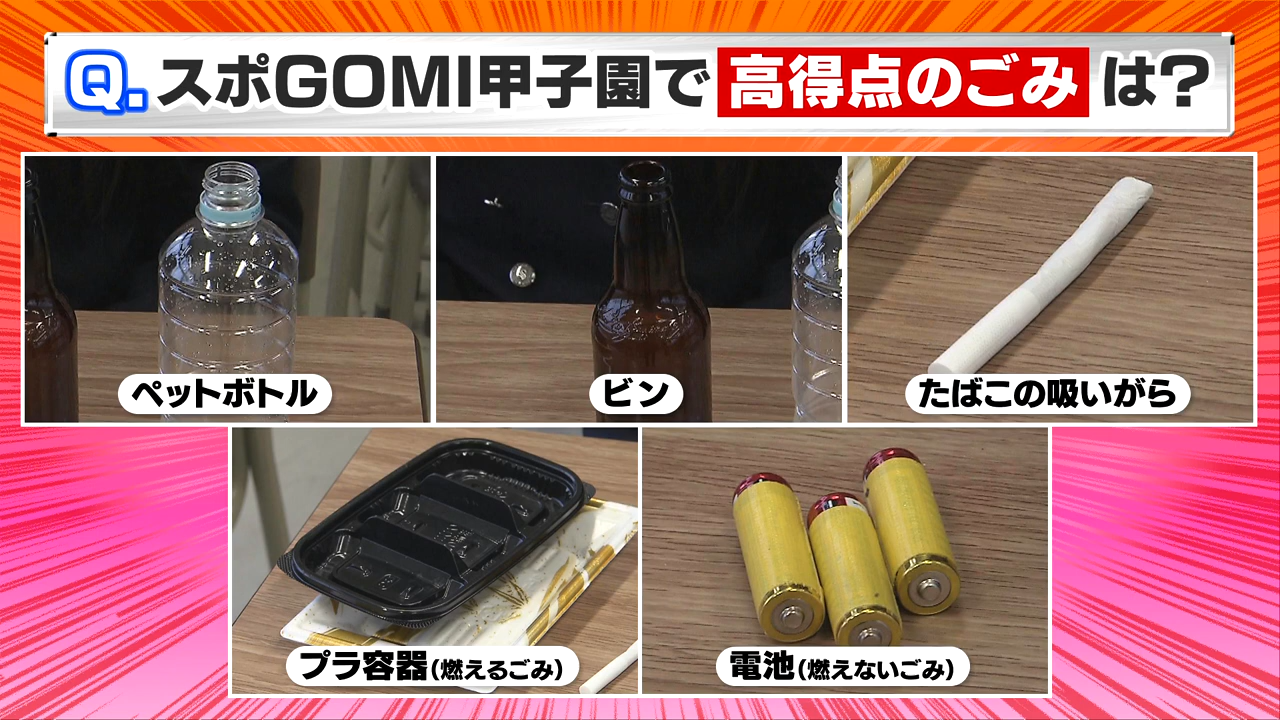 Q.スポGOMI甲子園で高得点のごみは?
ペットボトル
ビン
たばこの吸いがら
プラ容器(燃えるごみ)
電池(燃えないごみ)